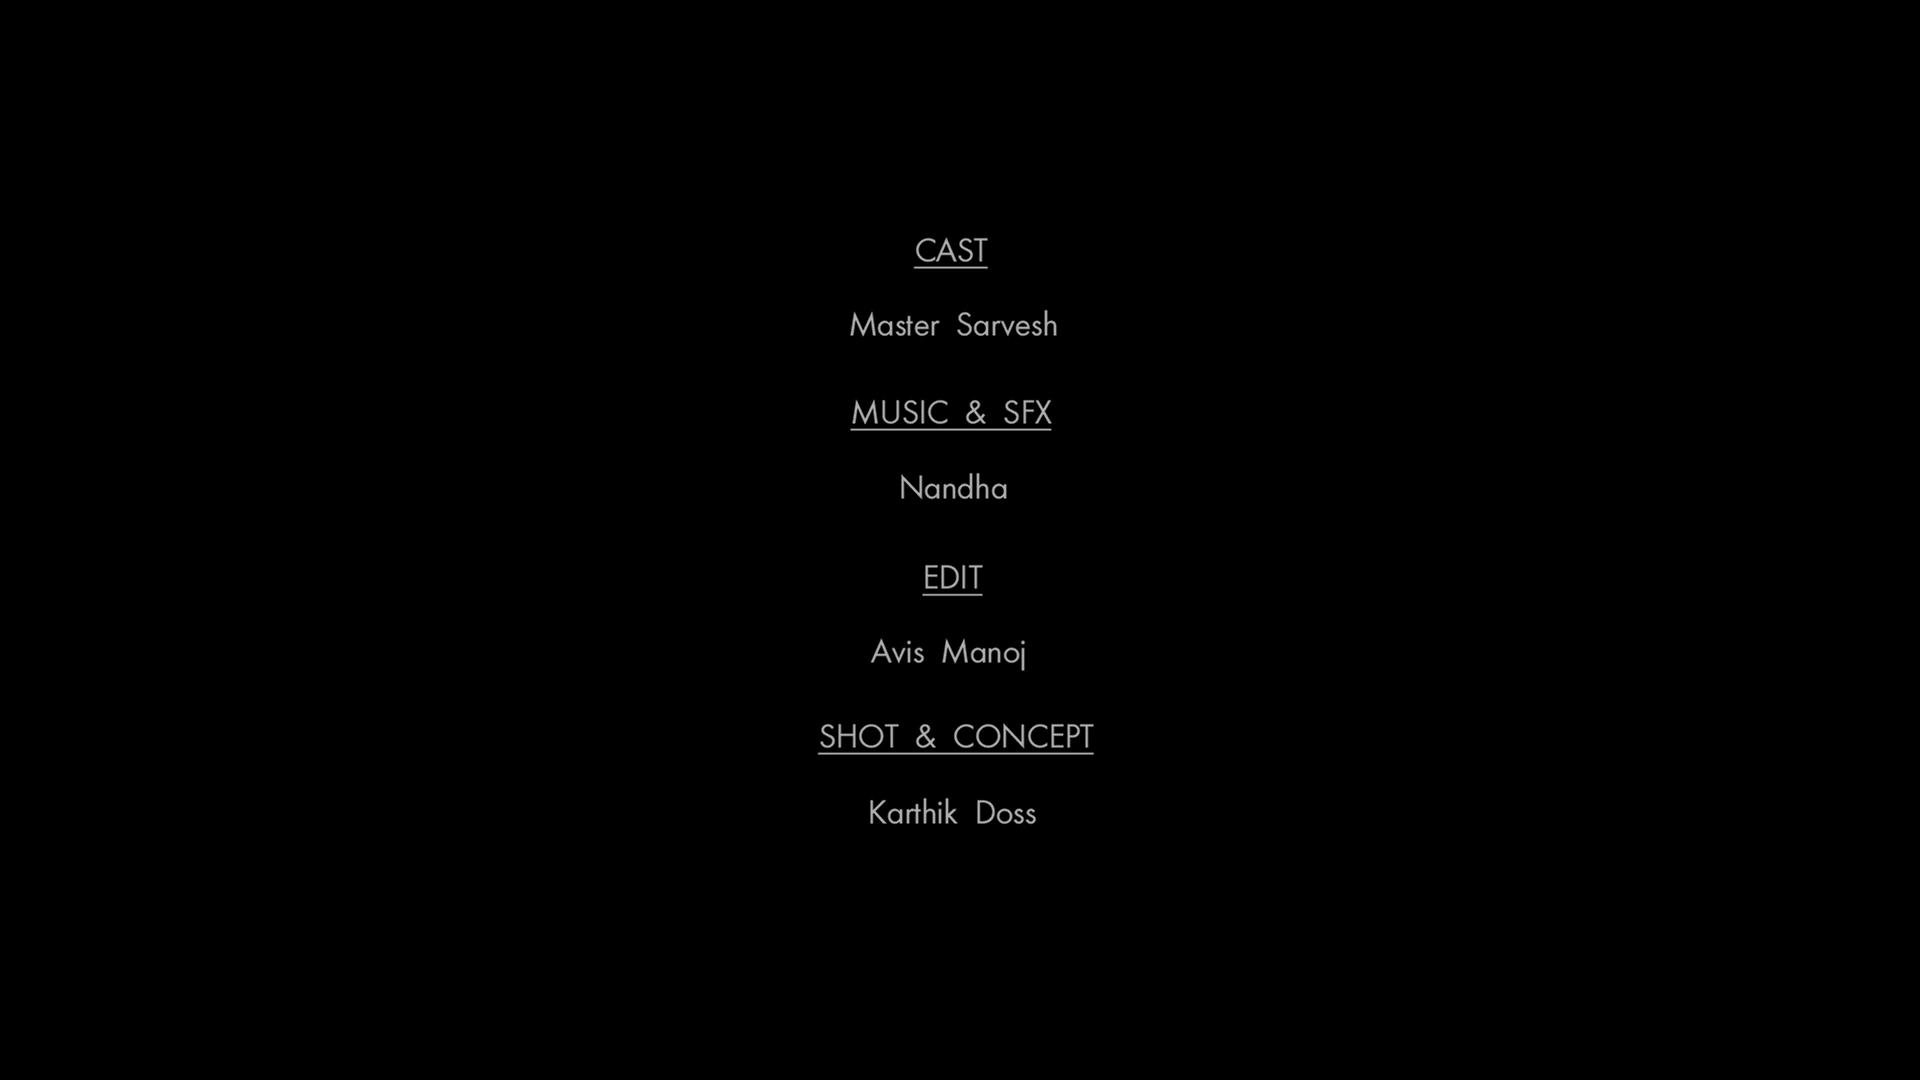 CAST
Master Sarvesh
MUSIC & SFX
Nandha
EDIT
Avis Manoj
SHOT & CONCEPT
Karthik Doss